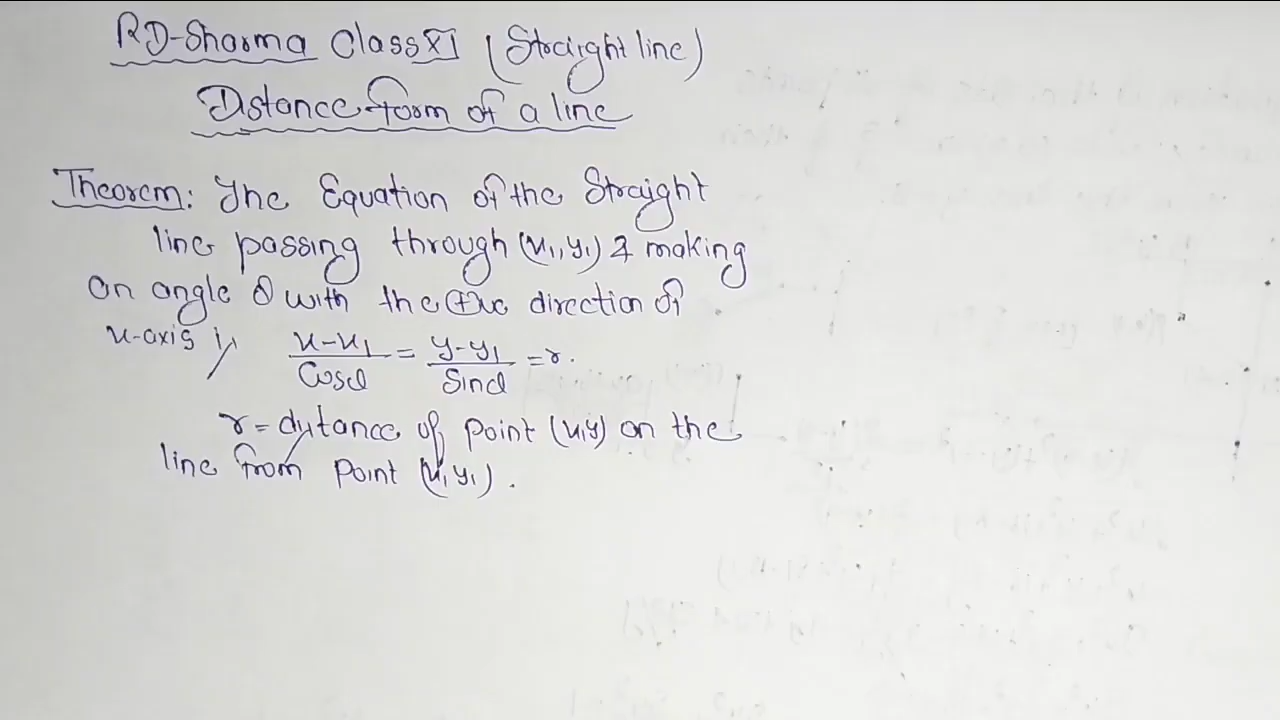 RD-Sharma Class XI (Straight line)
Distance form of a line
Theorem: The Equation of the Straight
line passing through (x₁, y₁) & making
an angle θ with the (+)ve direction of
x-axis is, x-x₁/Cosθ = y-y₁/Sinθ = r.
r = distance of point (x,y) on the
line from point (x₁,y₁).